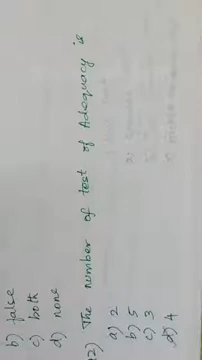 b) false
c) both
d) none
12) The number of test of Adequacy is
a) 2
b) 5
c) 3
d) 4